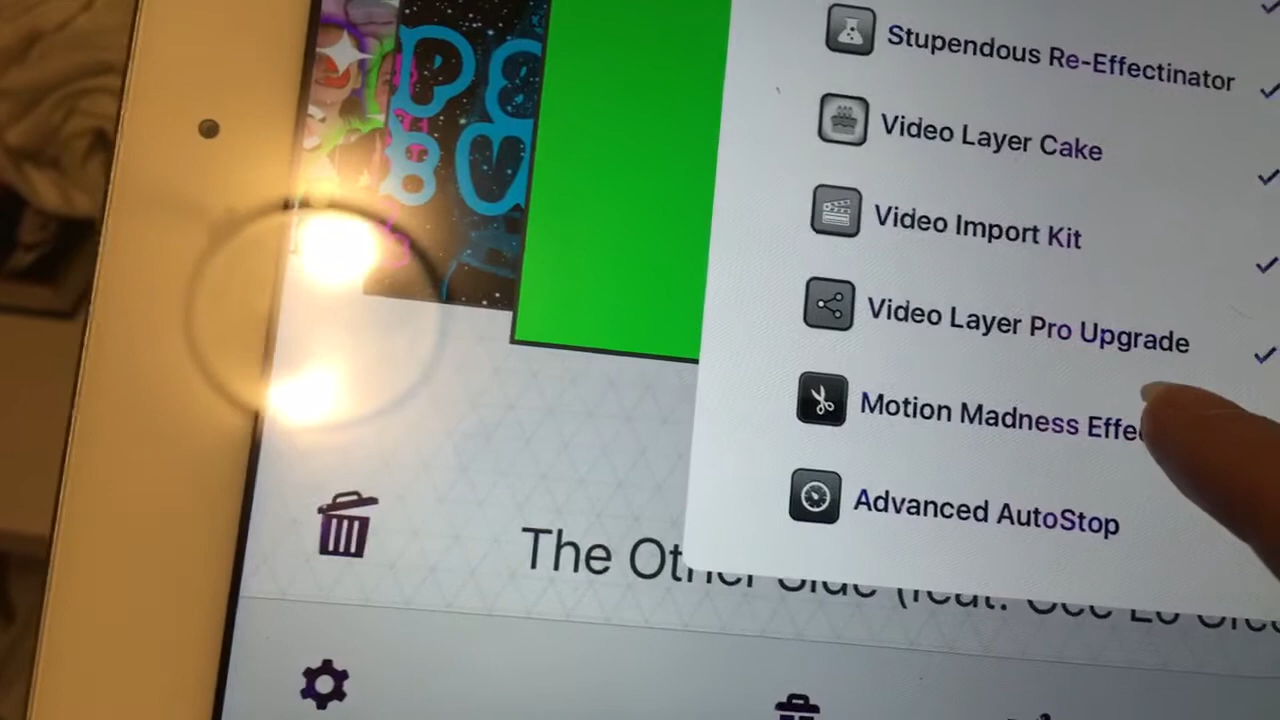 Stupendous Re-Effectinator
Video Layer Cake
Video Import Kit
Video Layer Pro Upgrade
Motion Madness Effe
Advanced AutoStop
The Other Side (feat.